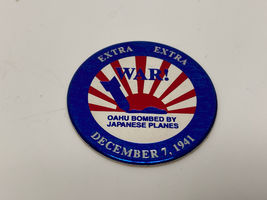 EXTRA EXTRA
WAR!
OAHU BOMBED BY
JAPANESE PLANES
DECEMBER 7, 1941